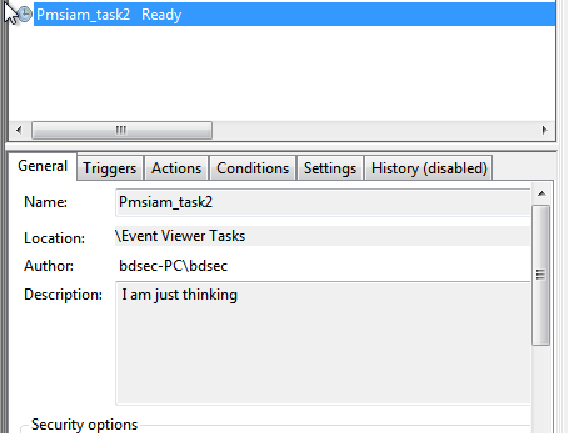 Pmsiam_task2 Ready
General Triggers Actions Conditions Settings History (disabled)
Name: Pmsiam_task2
Location: \Event Viewer Tasks
Author: bdsec-PC\bdsec
Description: I am just thinking
Security options